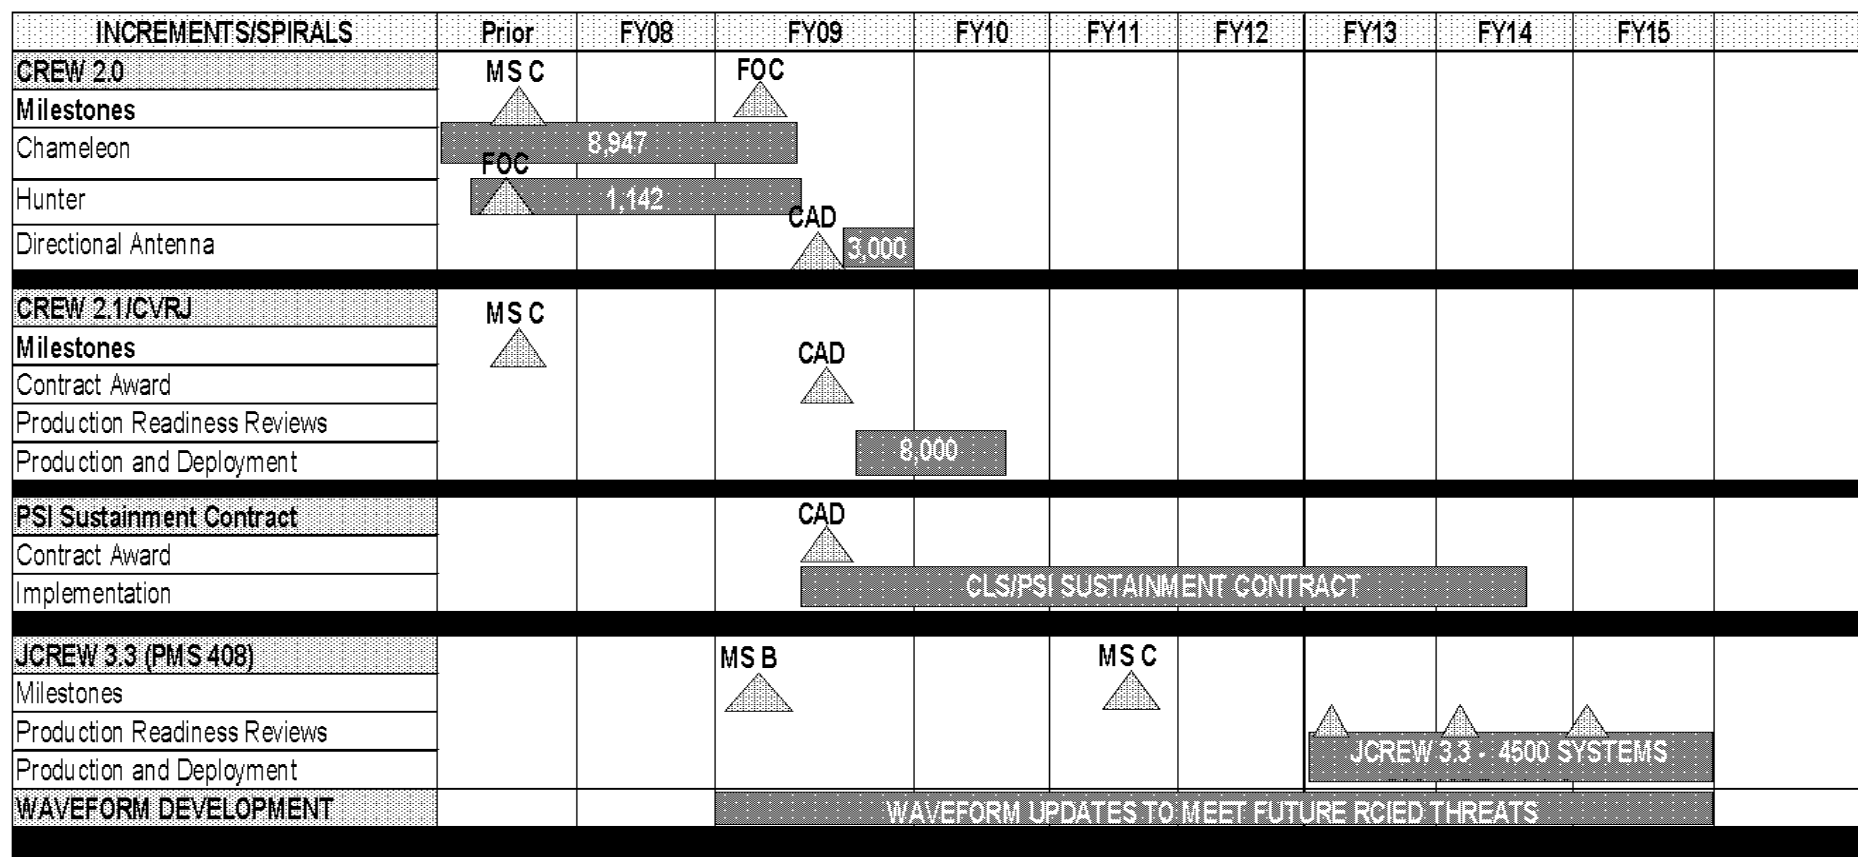 INCREMENTS/SPIRALS Prior FY08 FY09 FY10 FY11 FY12 FY13 FY14 FY15
CREW 2.0 MS C FOC
Milestones
Chameleon 8,947
FOC
Hunter 1,142
CAD
Directional Antenna 3,000
CREW 2.1/CVRJ MS C
Milestones CAD
Contract Award
Production Readiness Reviews
Production and Deployment 8,000
PSI Sustainment Contract CAD
Contract Award
Implementation CLS/PSI SUSTAINMENT CONTRACT
JCREW 3.3 (PMS 408) MS B MS C
Milestones
Production Readiness Reviews
JCREW 3.3 - 4500 SYSTEMS
Production and Deployment
WAVEFORM DEVELOPMENT WAVEFORM UPDATES TO MEET FUTURE RCIED THREATS